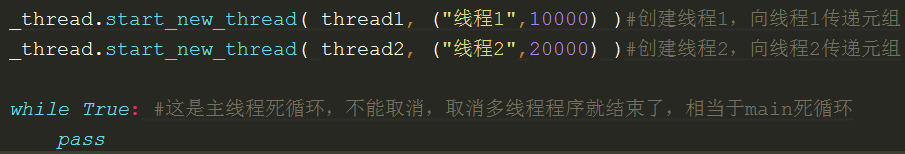 _thread.start_new_thread( thread1, ("线程1",10000) )#创建线程1，向线程1传递元组
_thread.start_new_thread( thread2, ("线程2",20000) )#创建线程2，向线程2传递元组
while True: #这是主线程死循环，不能取消，取消多线程程序就结束了，相当于main死循环
    pass